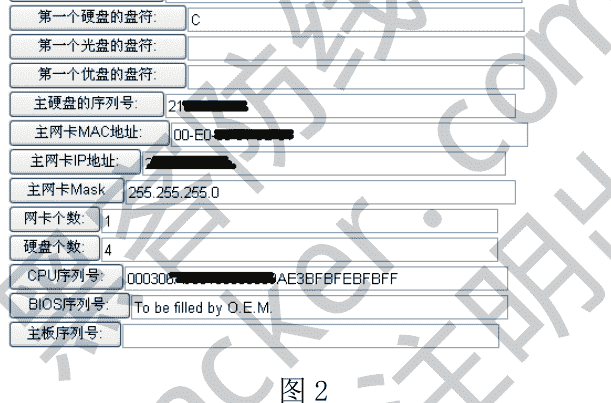 第一个硬盘的盘符: C
第一个光盘的盘符:
第一个优盘的盘符:
主硬盘的序列号: 21
主网卡MAC地址: 00-E0-
主网卡IP地址:
主网卡Mask 255.255.255.0
网卡个数: 1
硬盘个数: 4
CPU序列号: 000306 AE3BFBFEBFBFF
BIOS序列号: To be filled by O.E.M.
主板序列号:
图 2